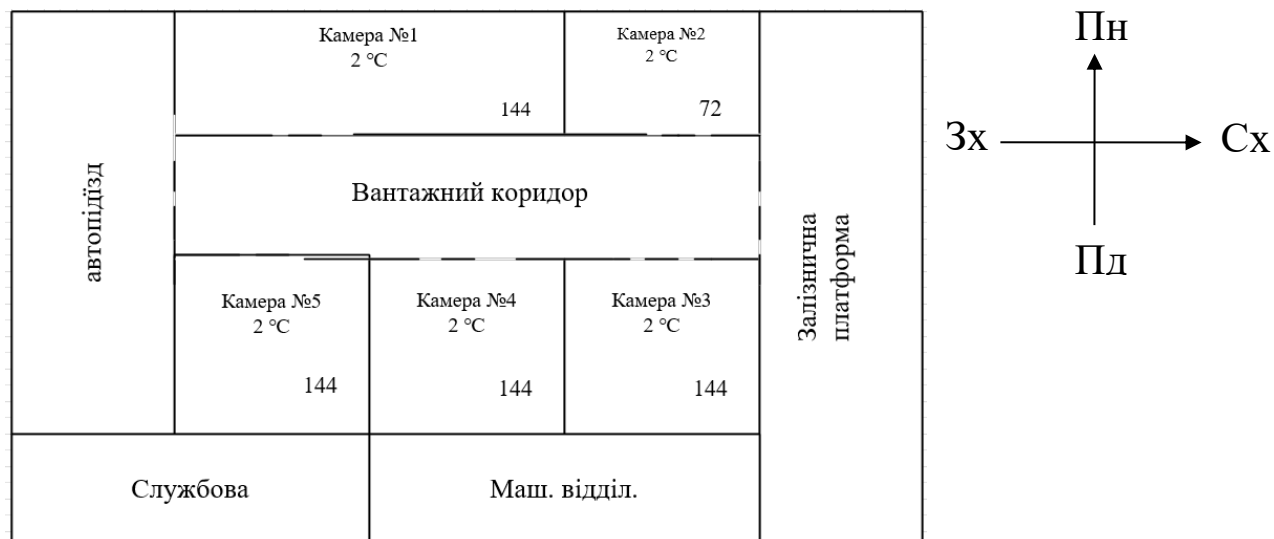 Камера №1
2 °C
144
Камера №2
2 °C
72
Пн
Зх
Сх
Пд
автопідїзд
Вантажний коридор
Залізнична
платформа
Камера №5
2 °C
144
Камера №4
2 °C
144
Камера №3
2 °C
144
Службова
Маш. відділ.